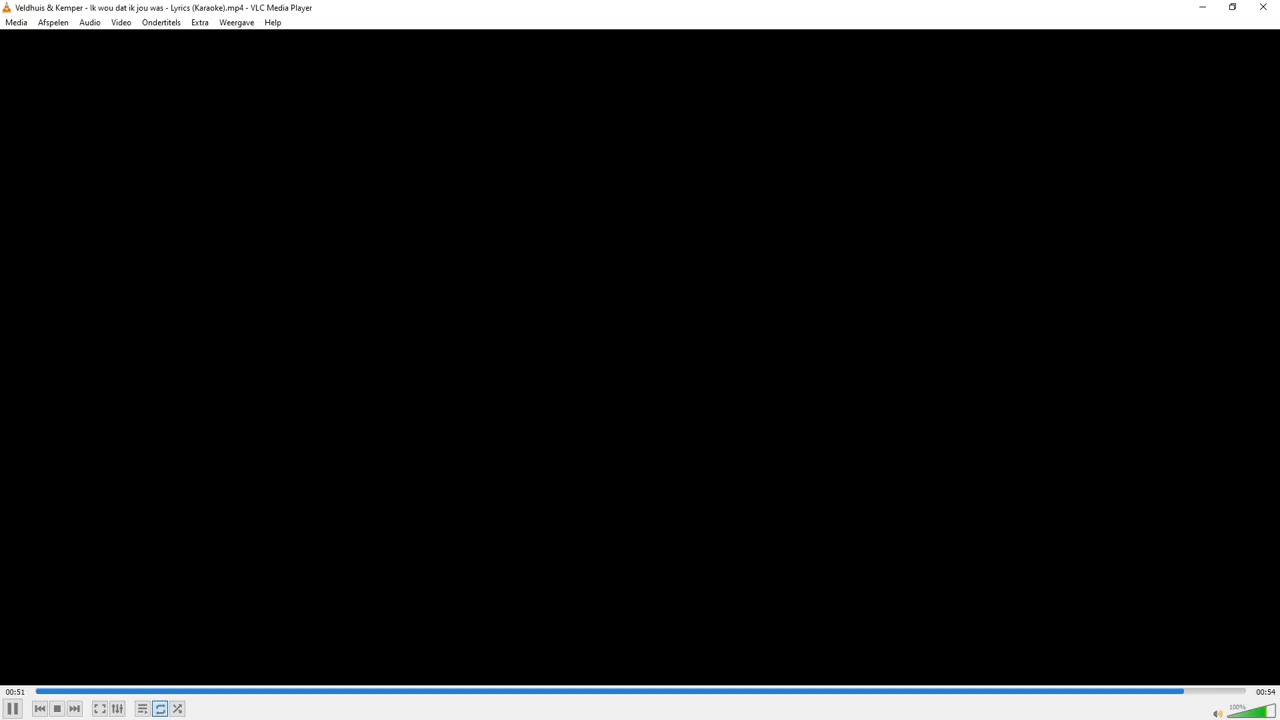 Veldhuis & Kemper - Ik wou dat ik jou was - Lyrics (Karaoke).mp4 - VLC Media Player
Media Afspelen Audio Video Ondertitels Extra Weergave Help
00:51 00:54
100%